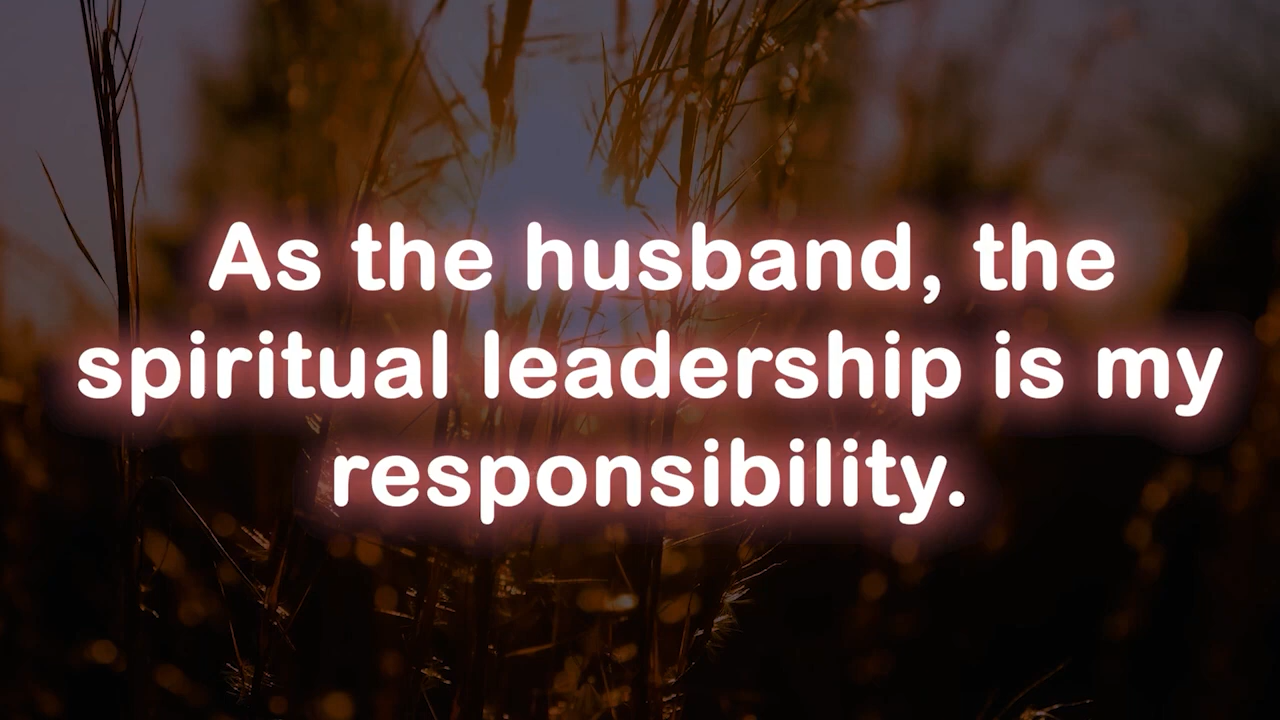 As the husband, the
spiritual leadership is my
responsibility.